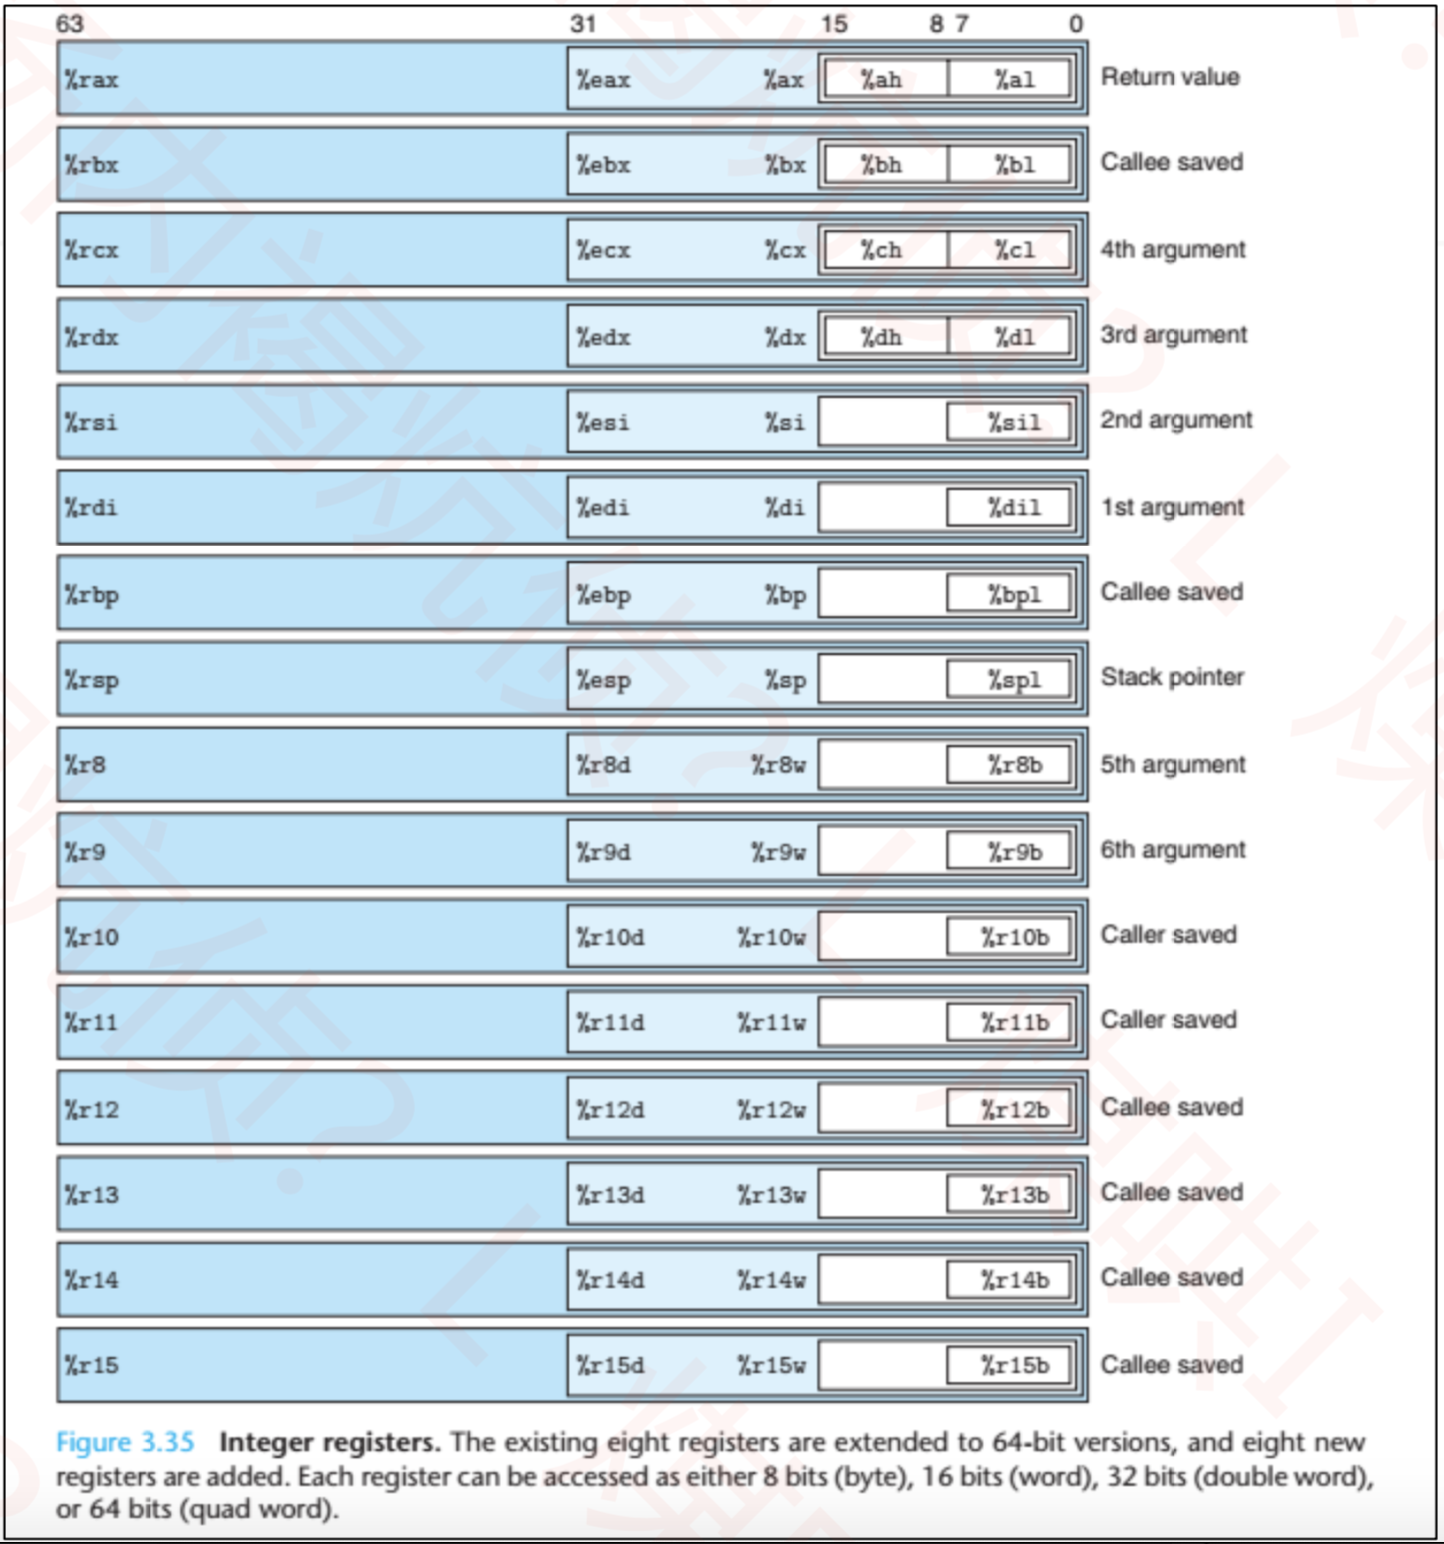 63 31 15 8 7 0
%rax %eax %ax %ah %al Return value
%rbx %ebx %bx %bh %bl Callee saved
%rcx %ecx %cx %ch %cl 4th argument
%rdx %edx %dx %dh %dl 3rd argument
%rsi %esi %si %sil 2nd argument
%rdi %edi %di %dil 1st argument
%rbp %ebp %bp %bpl Callee saved
%rsp %esp %sp %spl Stack pointer
%r8 %r8d %r8w %r8b 5th argument
%r9 %r9d %r9w %r9b 6th argument
%r10 %r10d %r10w %r10b Caller saved
%r11 %r11d %r11w %r11b Caller saved
%r12 %r12d %r12w %r12b Callee saved
%r13 %r13d %r13w %r13b Callee saved
%r14 %r14d %r14w %r14b Callee saved
%r15 %r15d %r15w %r15b Callee saved
Figure 3.35 Integer registers. The existing eight registers are extended to 64-bit versions, and eight new
registers are added. Each register can be accessed as either 8 bits (byte), 16 bits (word), 32 bits (double word),
or 64 bits (quad word).